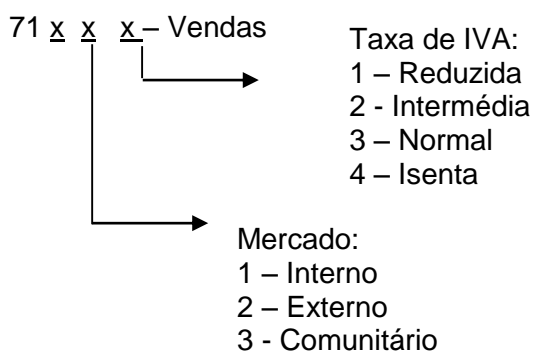 71 x x x – Vendas
Taxa de IVA:
1 – Reduzida
2 - Intermédia
3 – Normal
4 – Isenta
Mercado:
1 – Interno
2 – Externo
3 - Comunitário